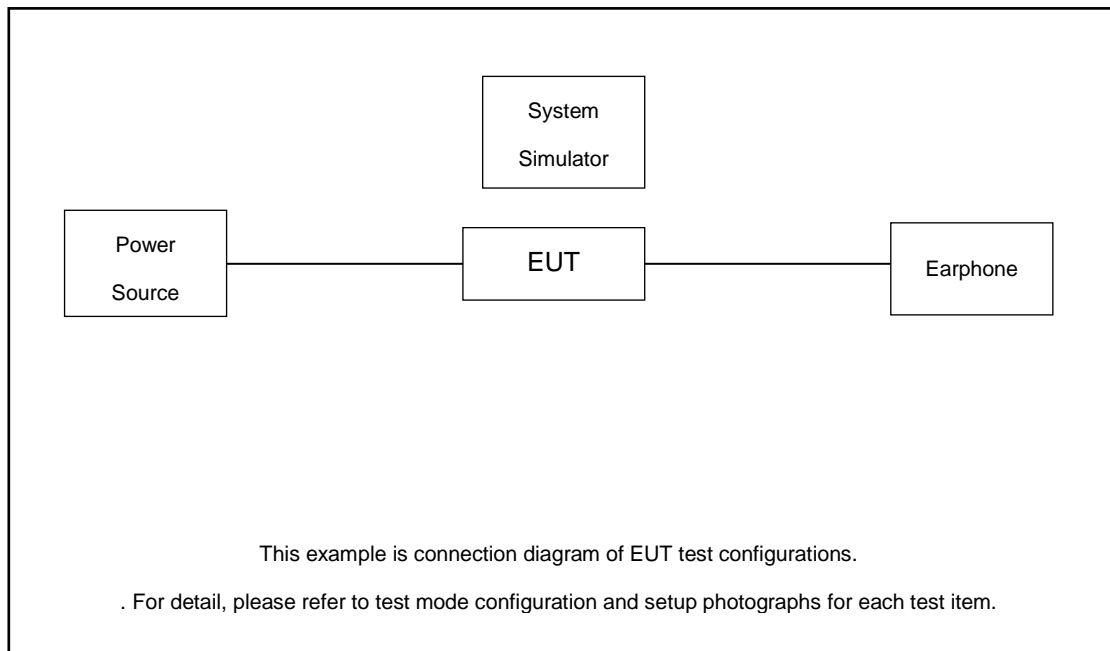 System
Simulator
Power
Source
EUT
Earphone
This example is connection diagram of EUT test configurations.
. For detail, please refer to test mode configuration and setup photographs for each test item.